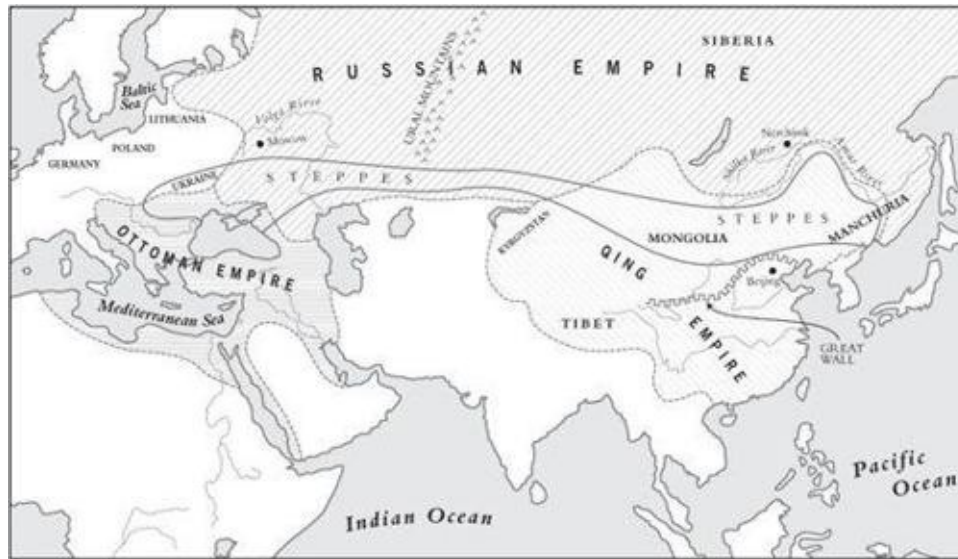 SIBERIA
RUSSIAN EMPIRE
URAL MOUNTAINS
Baltic
Sea
LITHUANIA
Volga River
Moscow
Nerchinsk
Shilka River
Amur River
GERMANY
POLAND
UKRAINE
STEPPES
STEPPES
MANCHURIA
KYRGYZSTAN
MONGOLIA
OTTOMAN EMPIRE
QING
EMPIRE
Beijing
Mediterranean Sea
TIBET
GREAT
WALL
Pacific
Ocean
Indian Ocean